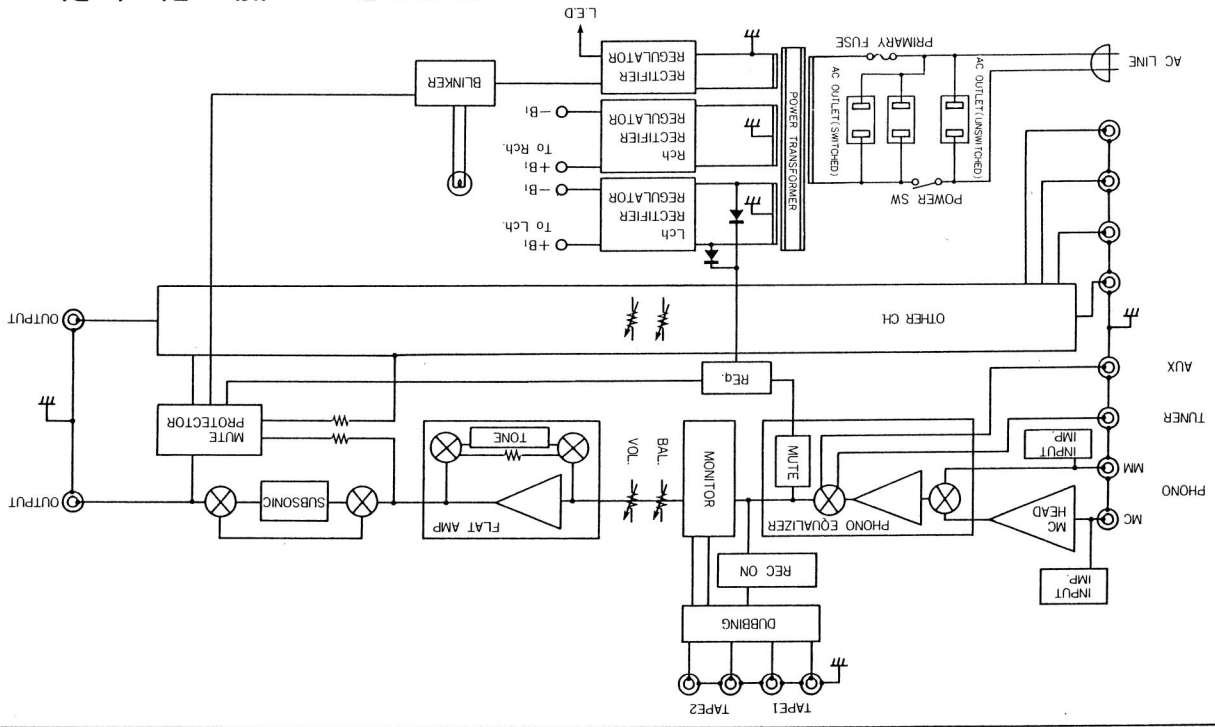 TAPE1
TAPE2
DUBBING
INPUT
IMP.
REC ON
MC
MC
HEAD
PHONO
MM
INPUT
IMP.
PHONO EQUALIZER
MUTE
MONITOR
BAL.
VOL.
FLAT AMP
TONE
SUBSONIC
OUTPUT
TUNER
AUX
MUTE
PROTECTOR
REG.
OTHER CH.
OUTPUT
POWER SW
AC OUTLET (UNSWITCHED)
AC OUTLET (SWITCHED)
POWER TRANSFORMER
Lch
RECTIFIER
REGULATOR
+B1
To Lch.
-B1
Rch
RECTIFIER
REGULATOR
+B1
To Rch.
-B1
AC LINE
PRIMARY FUSE
RECTIFIER
REGULATOR
BLINKER
L.E.D